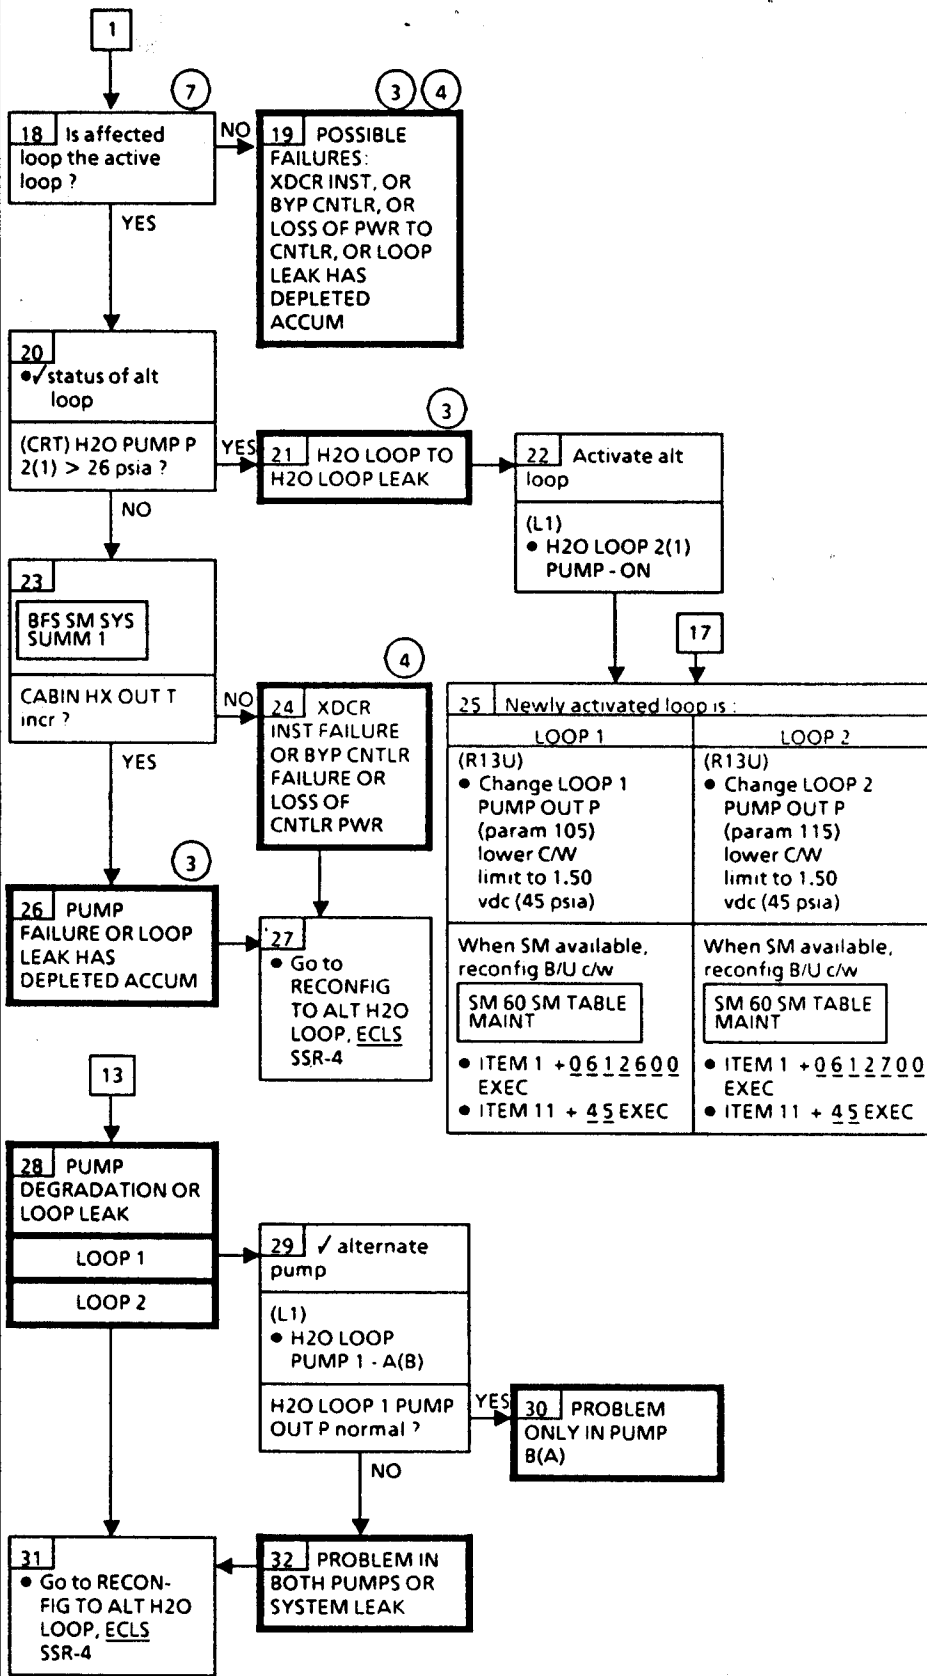 1
7
18 Is affected
loop the active
loop ?
NO
YES
3 4
19 POSSIBLE
FAILURES:
XDCR INST, OR
BYP CNTLR, OR
LOSS OF PWR TO
CNTLR, OR LOOP
LEAK HAS
DEPLETED
ACCUM
20
●✓status of alt
loop
(CRT) H2O PUMP P
2(1) > 26 psia ?
YES
NO
3
21 H2O LOOP TO
H2O LOOP LEAK
22 Activate alt
loop
(L1)
● H2O LOOP 2(1)
PUMP - ON
23
BFS SM SYS
SUMM 1
CABIN HX OUT T
incr ?
NO
YES
4
24 XDCR
INST FAILURE
OR BYP CNTLR
FAILURE OR
LOSS OF
CNTLR PWR
17
25 Newly activated loop is :
LOOP 1
(R13U)
● Change LOOP 1
PUMP OUT P
(param 105)
lower C/W
limit to 1.50
vdc (45 psia)
When SM available,
reconfig B/U c/w
SM 60 SM TABLE
MAINT
● ITEM 1 +0612600
EXEC
● ITEM 11 + 45 EXEC
LOOP 2
(R13U)
● Change LOOP 2
PUMP OUT P
(param 115)
lower C/W
limit to 1.50
vdc (45 psia)
When SM available,
reconfig B/U c/w
SM 60 SM TABLE
MAINT
● ITEM 1 +0612700
EXEC
● ITEM 11 + 45 EXEC
3
26 PUMP
FAILURE OR LOOP
LEAK HAS
DEPLETED ACCUM
27
● Go to
RECONFIG
TO ALT H2O
LOOP, ECLS
SSR-4
13
28 PUMP
DEGRADATION OR
LOOP LEAK
LOOP 1
LOOP 2
29 ✓ alternate
pump
(L1)
● H2O LOOP
PUMP 1 - A(B)
H2O LOOP 1 PUMP
OUT P normal ?
YES
NO
30 PROBLEM
ONLY IN PUMP
B(A)
31
● Go to RECON-
FIG TO ALT H2O
LOOP, ECLS
SSR-4
32 PROBLEM IN
BOTH PUMPS OR
SYSTEM LEAK